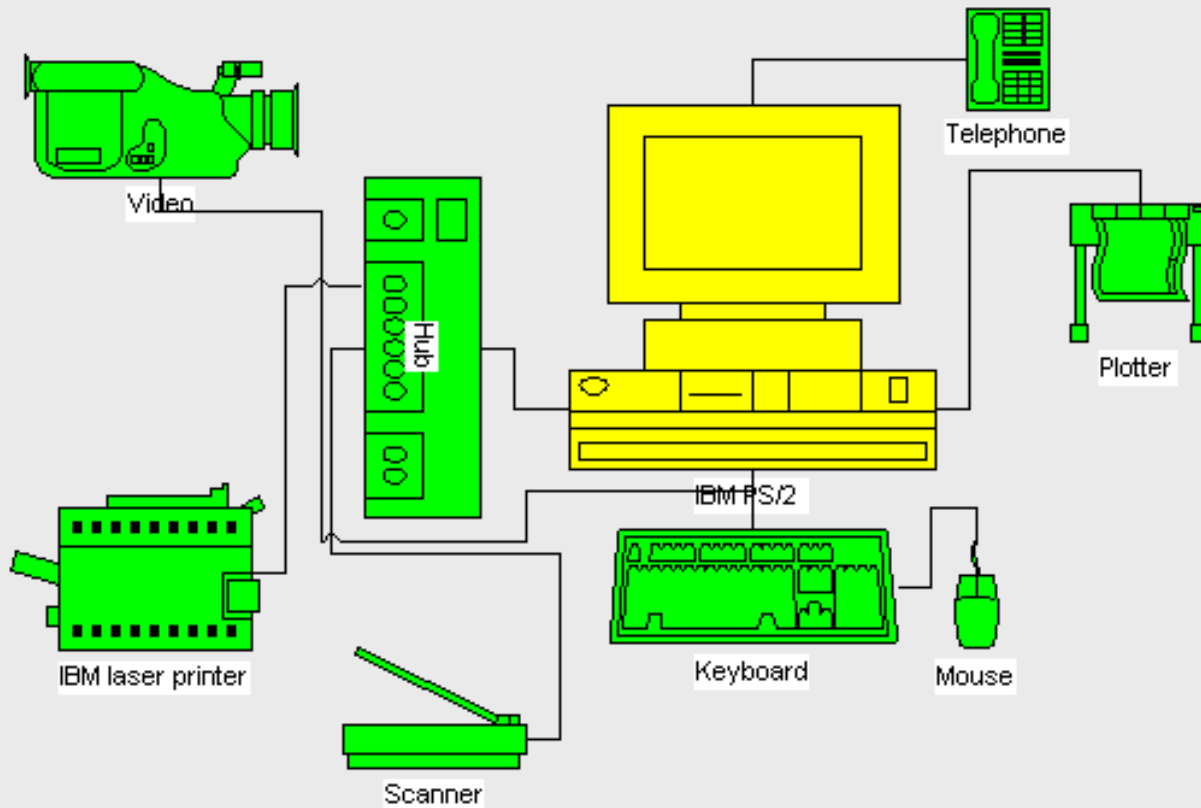 Telephone
Video
Hub
Plotter
IBM PS/2
IBM laser printer
Keyboard
Mouse
Scanner